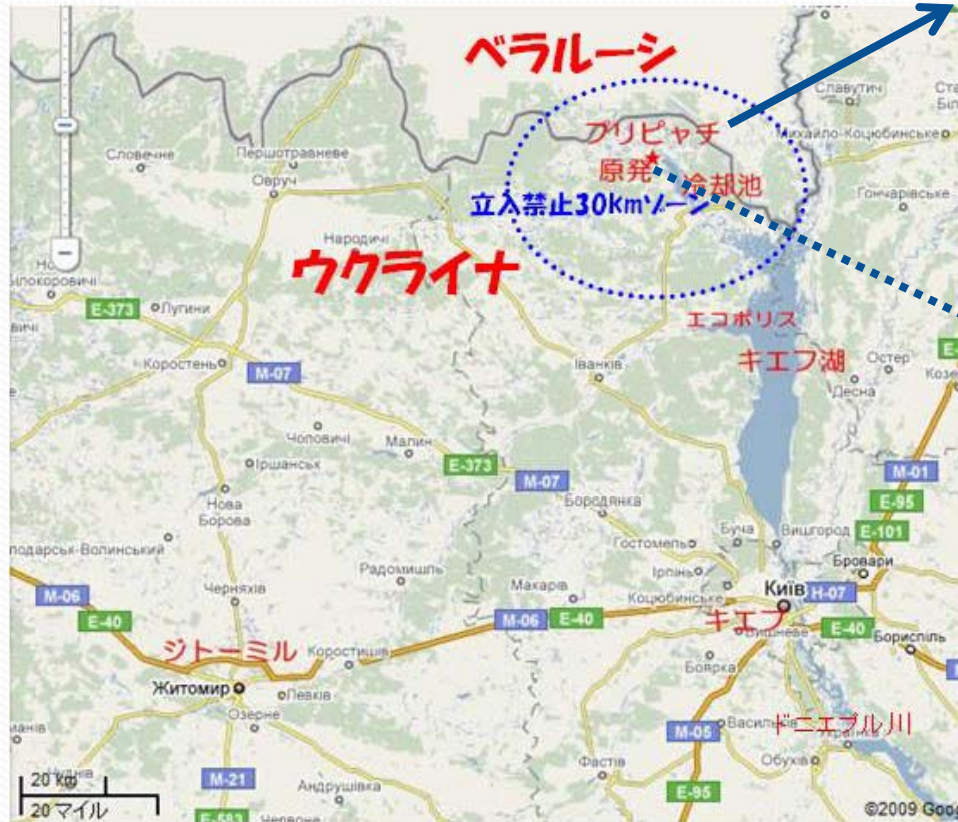 ベラルーシ
Славутич
プリピャチ
Михайло-Коцюбинське
Словечне
Першотравневе
原発
冷却池
Овруч
立入禁止30kmゾーン
Гончарівське
Народичі
ウクライナ
E-373
Лугини
エコポリス
Іванків
キエフ湖
Остер
Коростень
M-07
Десна
Чоповичі
Малин
Іршанськ
E-373
M-07
M-01
E-95
Нова
Борова
Бородянка
Буча
Вишгород
E-101
Гостомель
Бровари
Радомишль
Ірпінь
Макарів
Черняхів
Коцюбинське
Київ
H-07
M-06
E-40
M-06
E-40
キエフ
Вишневе
E-40
Бориспіль
ジトーミル
Коростишів
Боярка
Житомир
Левків
Озерне
M-05
Васильків
ドニエプル川
Обухів
Фастів
M-21
Андрушівка
E-95
20 km
20 マイル
E-583
©2009 Goog